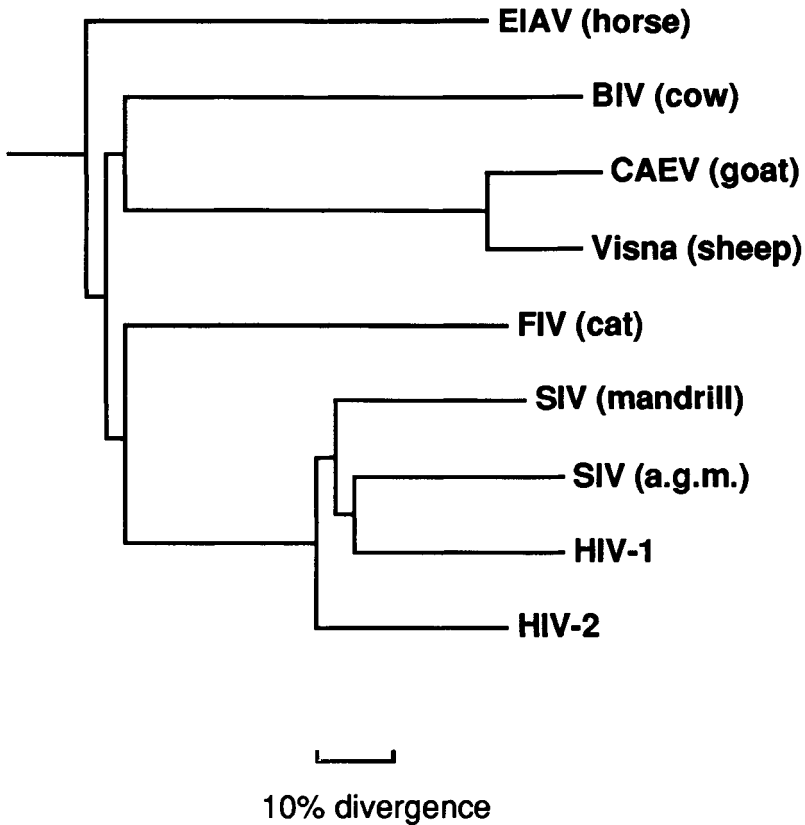 EIAV (horse)
BIV (cow)
CAEV (goat)
Visna (sheep)
FIV (cat)
SIV (mandrill)
SIV (a.g.m.)
HIV-1
HIV-2
10% divergence